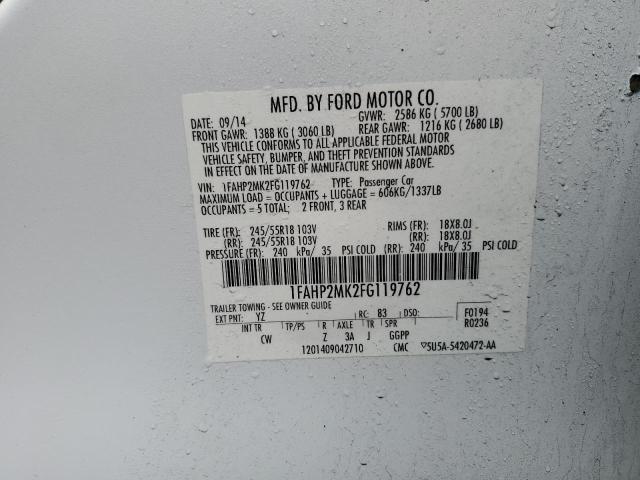 MFD. BY FORD MOTOR CO.
DATE: 09/14 GVWR: 2586 KG ( 5700 LB)
FRONT GAWR: 1388 KG ( 3060 LB) REAR GAWR: 1216 KG ( 2680 LB)
THIS VEHICLE CONFORMS TO ALL APPLICABLE FEDERAL MOTOR
VEHICLE SAFETY, BUMPER, AND THEFT PREVENTION STANDARDS
IN EFFECT ON THE DATE OF MANUFACTURE SHOWN ABOVE.
VIN: 1FAHP2MK2FG119762 TYPE: Passenger Car
MAXIMUM LOAD = OCCUPANTS + LUGGAGE = 606KG/1337LB
OCCUPANTS = 5 TOTAL; 2 FRONT, 3 REAR
TIRE (FR): 245/55R18 103V RIMS (FR): 18X8.0J
(RR): 245/55R18 103V (RR): 18X8.0J
PRESSURE (FR): 240 kPa/ 35 PSI COLD (RR): 240 kPa/ 35 PSI COLD
1FAHP2MK2FG119762
TRAILER TOWING - SEE OWNER GUIDE
EXT PNT: YZ RC: 83 DSO: F0194
R0236
INT TR TP/PS R AXLE TR SPR
CW Z 3A J GGPP
1201409042710 CMC ▽5U5A-5420472-AA